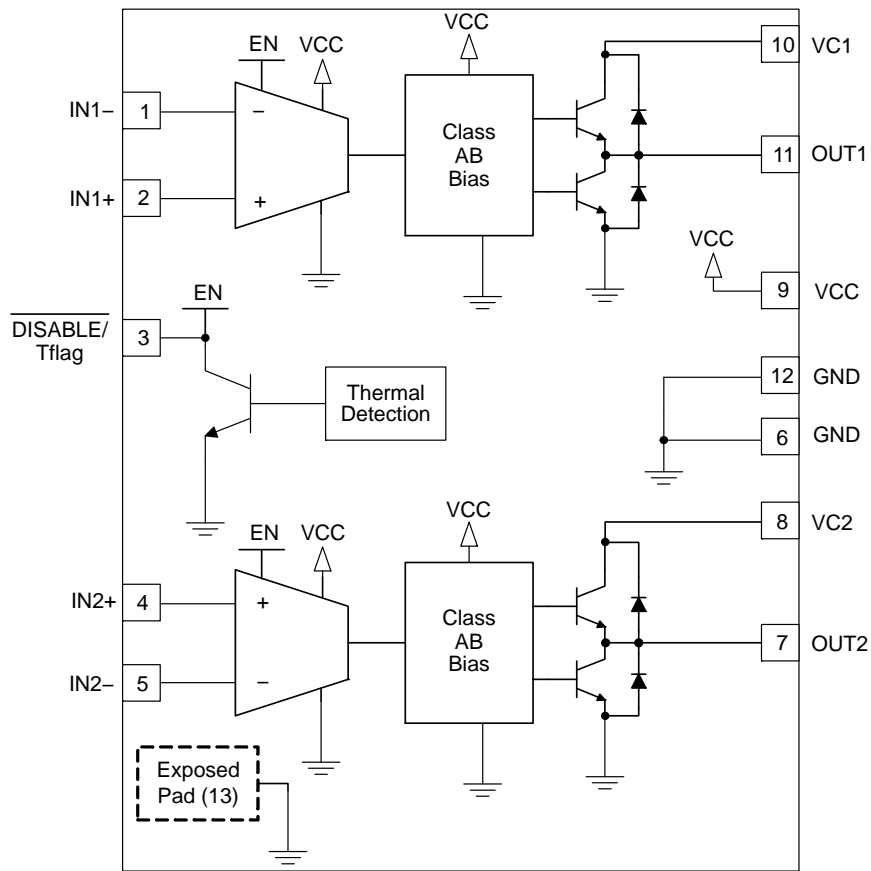 EN
VCC
VCC
10
VC1
IN1–
1
–
Class
AB
Bias
11
OUT1
IN1+
2
+
VCC
9
VCC
EN
DISABLE/
Tflag
3
Thermal
Detection
12
GND
6
GND
EN
VCC
VCC
8
VC2
IN2+
4
+
Class
AB
Bias
7
OUT2
IN2–
5
–
Exposed
Pad (13)